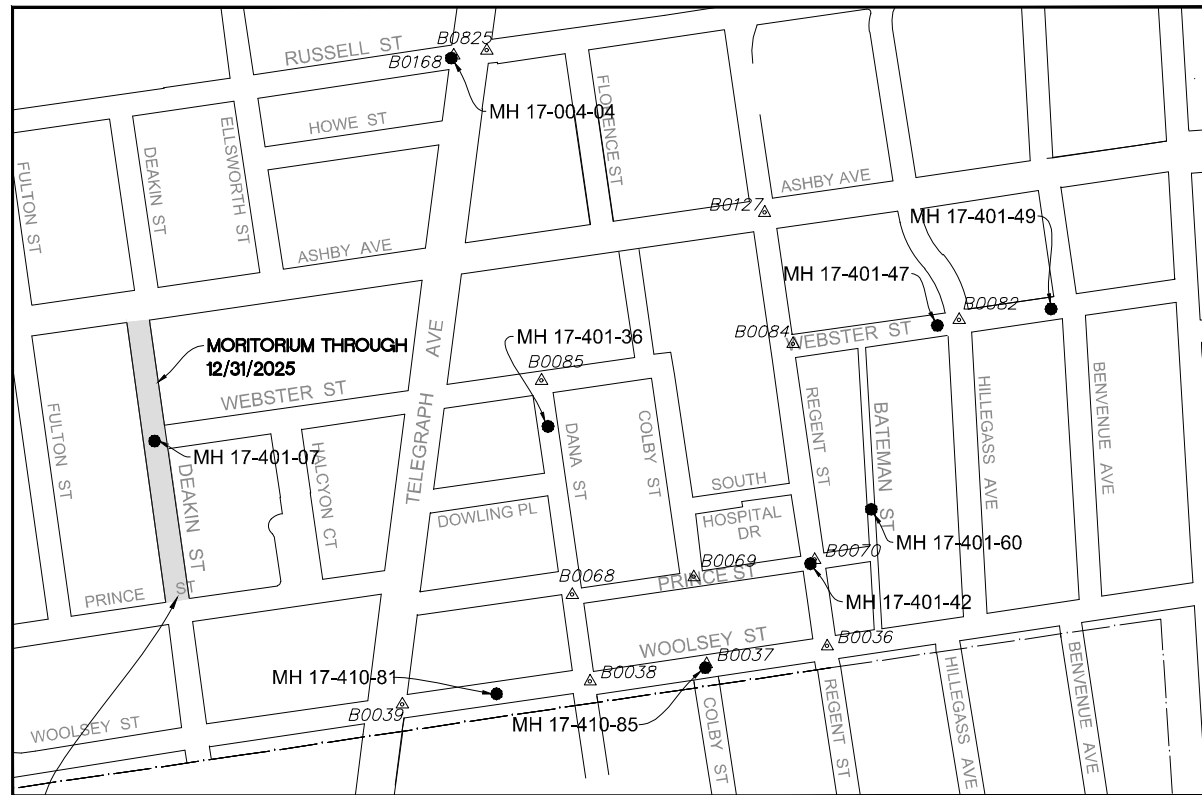 B0825
RUSSELL ST
B0168
MH 17-004-04
HOWE ST
FLORENCE ST
FULTON ST
DEAKIN ST
ELLSWORTH ST
ASHBY AVE
B0127
MH 17-401-49
ASHBY AVE
MH 17-401-47
B0082
MH 17-401-36
B0084
WEBSTER ST
MORITORIUM THROUGH
12/31/2025
TELEGRAPH AVE
B0085
WEBSTER ST
FULTON ST
MH 17-401-07
DEAKIN ST
HALCYON CT
DANA ST
COLBY ST
REGENT ST
BATEMAN ST
HILLEGASS AVE
BENVENUE AVE
SOUTH
HOSPITAL
DR
DOWLING PL
MH 17-401-60
B0070
B0069
PRINCE ST
B0068
PRINCE ST
MH 17-401-42
WOOLSEY ST
B0036
B0037
B0038
MH 17-410-81
B0039
MH 17-410-85
WOOLSEY ST
COLBY ST
REGENT ST
HILLEGASS AVE
BENVENUE AVE